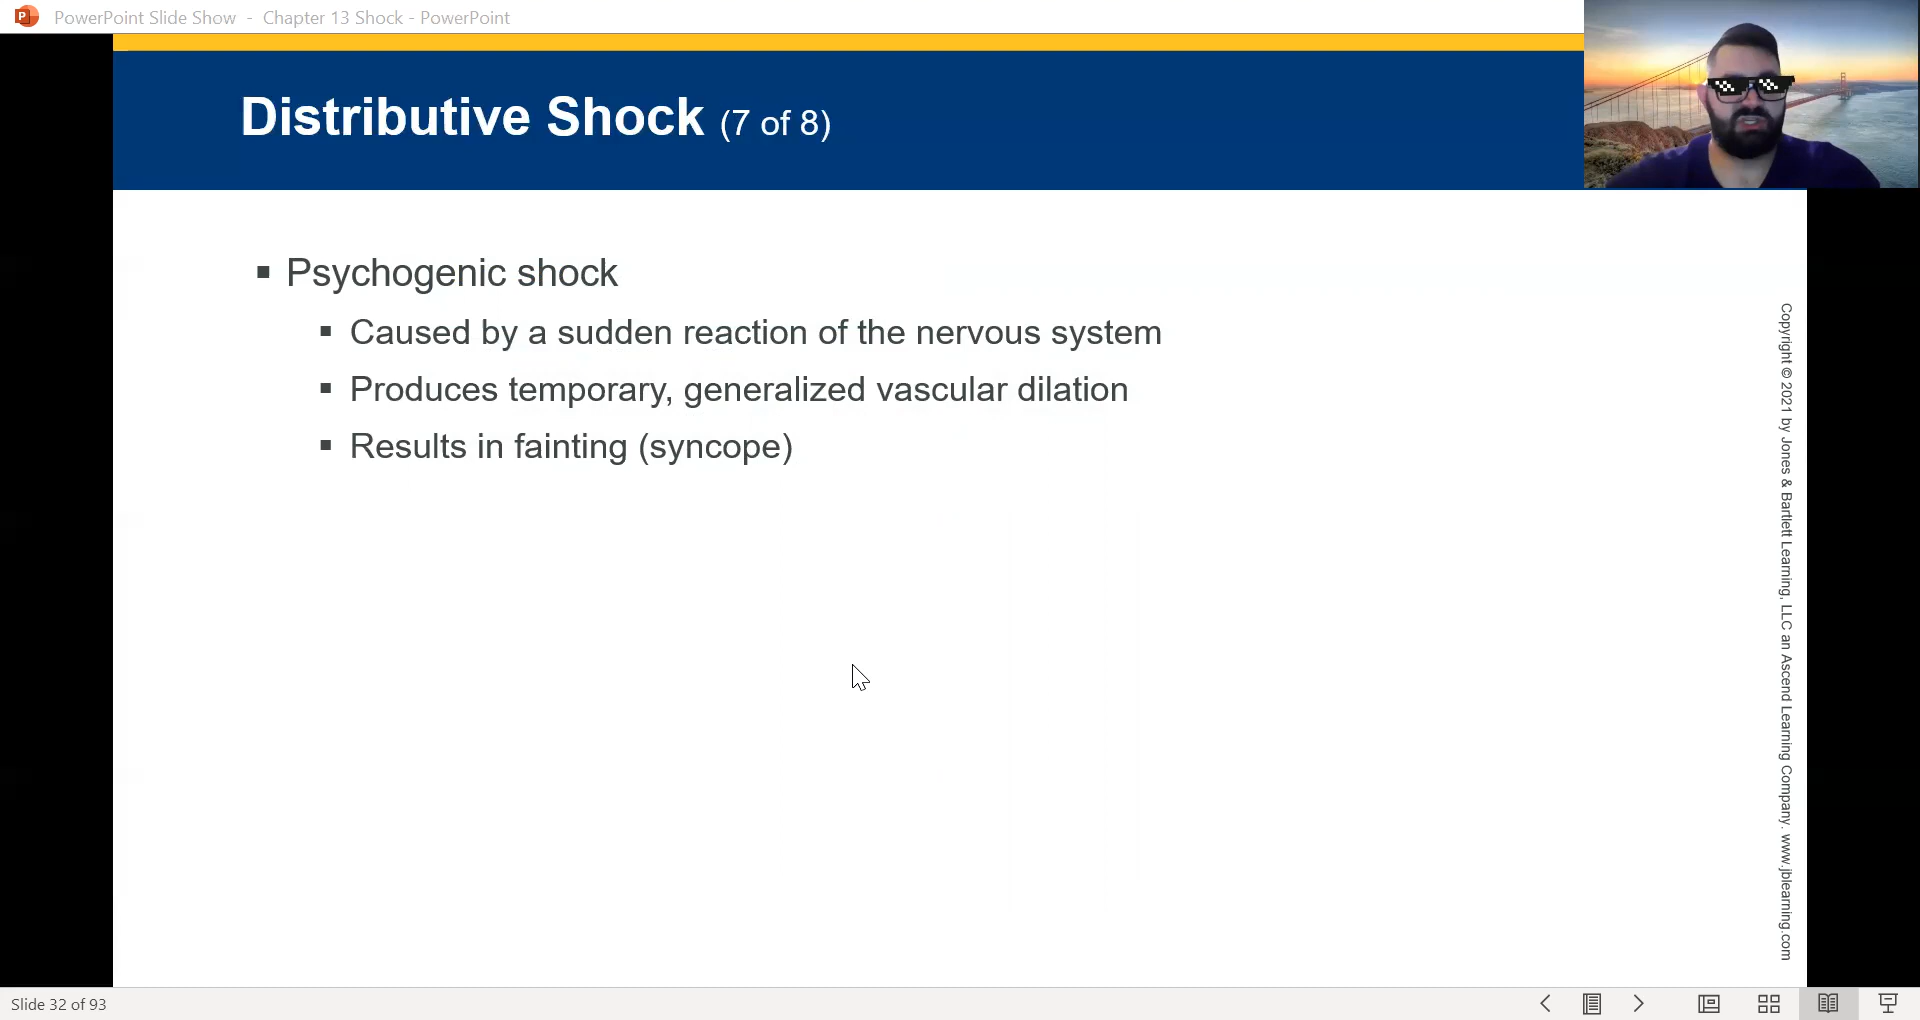 P PowerPoint Slide Show - Chapter 13 Shock - PowerPoint
Distributive Shock (7 of 8)
▪ Psychogenic shock
▪ Caused by a sudden reaction of the nervous system
▪ Produces temporary, generalized vascular dilation
▪ Results in fainting (syncope)
Copyright © 2021 by Jones & Bartlett Learning, LLC an Ascend Learning Company. www.jblearning.com
Slide 32 of 93